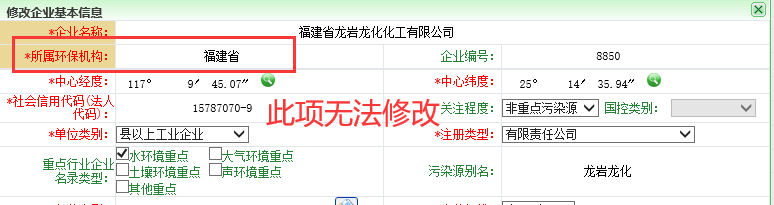 修改企业基本信息
*企业名称： 福建省龙岩龙化化工有限公司
*所属环保机构： 福建省 企业编号： 8850
*中心经度： 117° 9′ 45.07″ *中心纬度： 25° 14′ 35.94″
*社会信用代码(法人代码)： 15787070-9 关注程度： 非重点污染源 国控类别：
此项无法修改
*单位类别： 县以上工业企业 *注册类型： 有限责任公司
重点行业企业名录类型： 水环境重点 大气环境重点
土壤环境重点 声环境重点
其他重点
污染源别名： 龙岩龙化